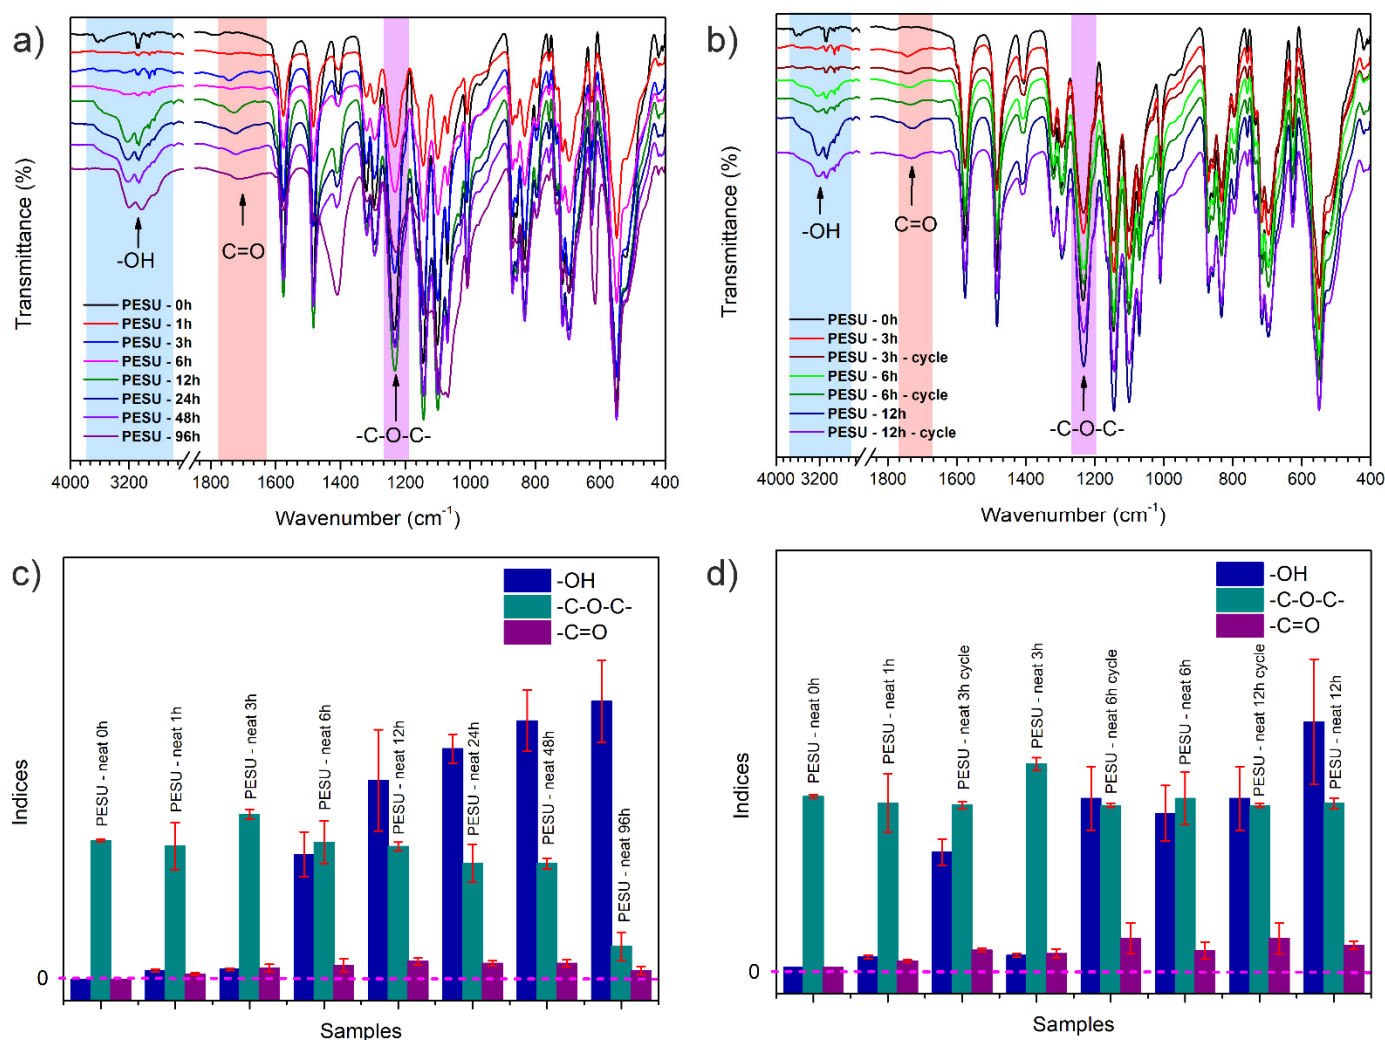 a)
Transmittance (%)
-OH
C=O
-C-O-C-
PESU - 0h
PESU - 1h
PESU - 3h
PESU - 6h
PESU - 12h
PESU - 24h
PESU - 48h
PESU - 96h
4000 3200 1800 1600 1400 1200 1000 800 600 400
Wavenumber (cm⁻¹)
b)
Transmittance (%)
-OH
C=O
-C-O-C-
PESU - 0h
PESU - 3h
PESU - 3h - cycle
PESU - 6h
PESU - 6h - cycle
PESU - 12h
PESU - 12h - cycle
4000 3200 1800 1600 1400 1200 1000 800 600 400
Wavenumber (cm⁻¹)
c)
-OH
-C-O-C-
-C=O
Indices
0
PESU - neat 0h
PESU - neat 1h
PESU - neat 3h
PESU - neat 6h
PESU - neat 12h
PESU - neat 24h
PESU - neat 48h
PESU - neat 96h
Samples
d)
-OH
-C-O-C-
-C=O
Indices
0
PESU - neat 0h
PESU - neat 1h
PESU - neat 3h cycle
PESU - neat 3h
PESU - neat 6h cycle
PESU - neat 6h
PESU - neat 12h cycle
PESU - neat 12h
Samples